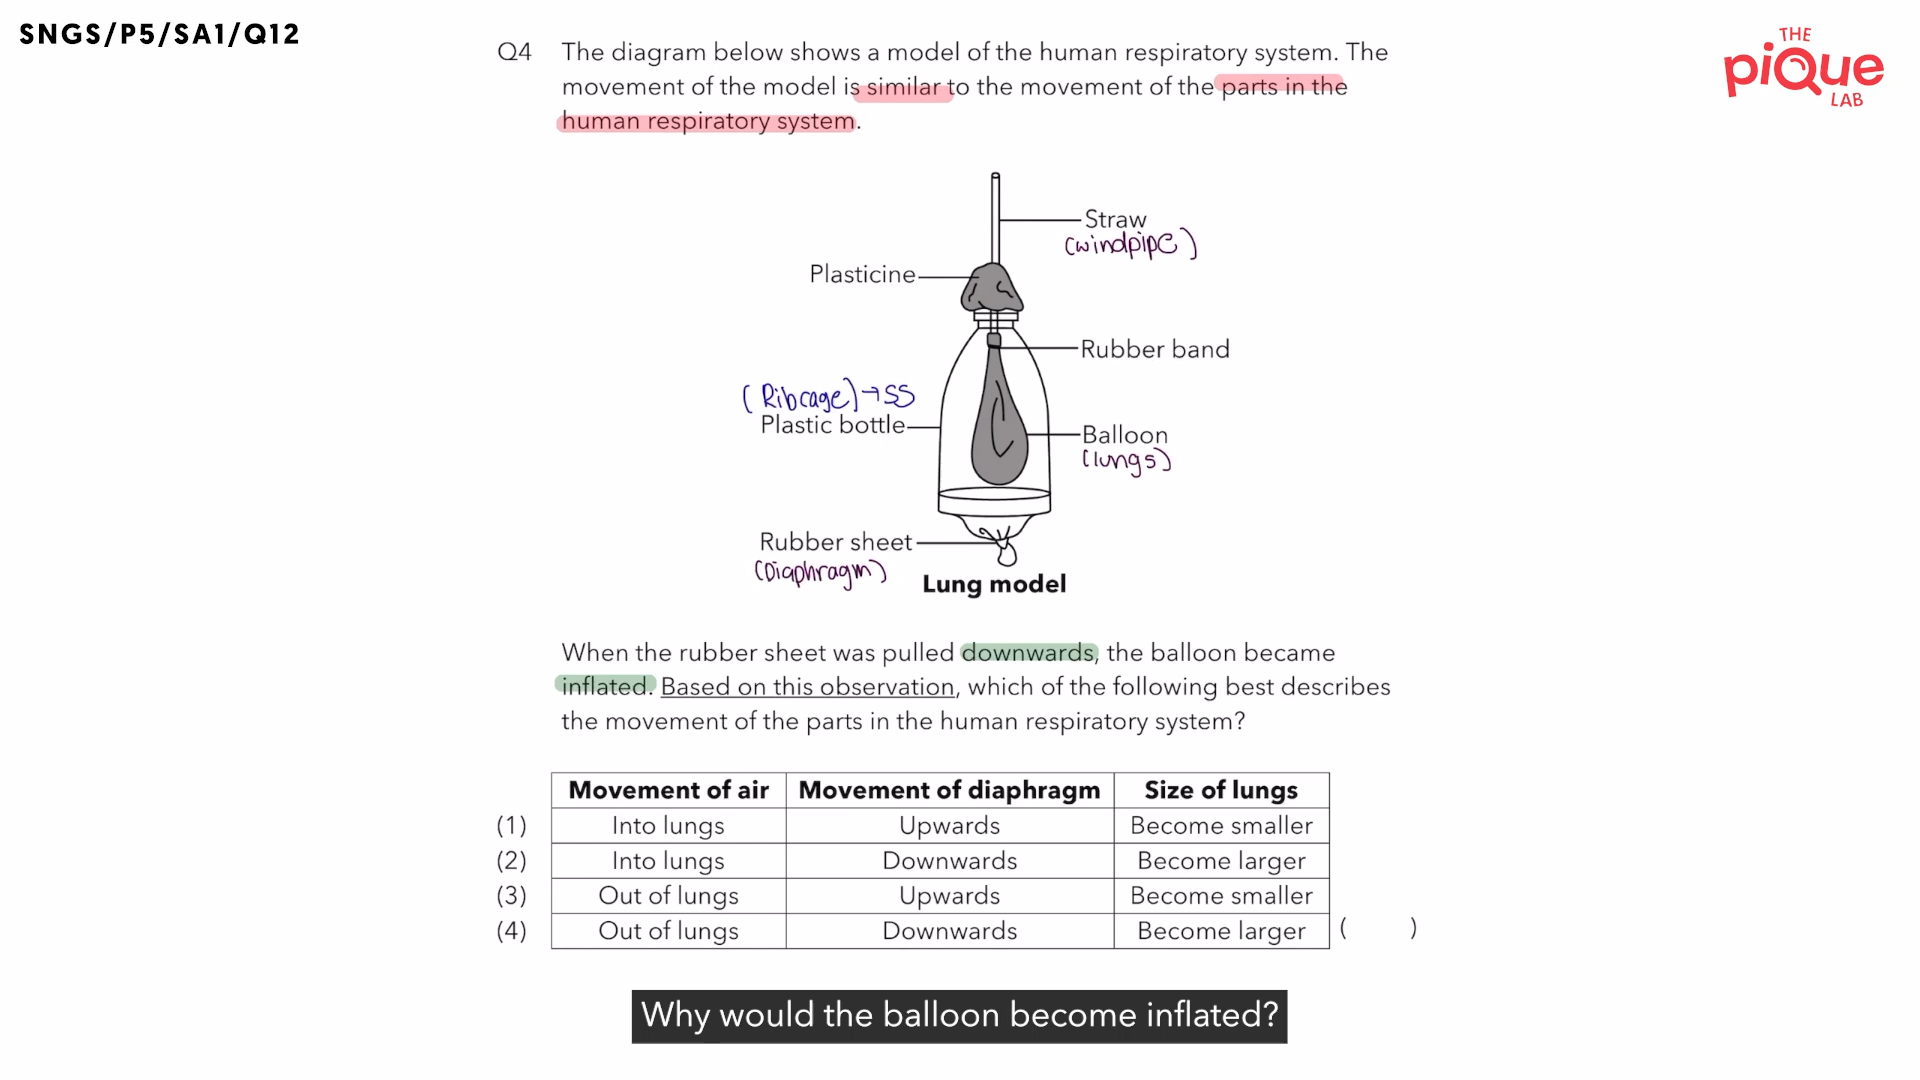 SNGS/P5/SA1/Q12
THE
piQue
LAB
Q4 The diagram below shows a model of the human respiratory system. The
movement of the model is similar to the movement of the parts in the
human respiratory system.
Straw
(windpipe)
Plasticine
Rubber band
(Ribcage)→SS
Plastic bottle
Balloon
(lungs)
Rubber sheet
(Diaphragm)
Lung model
When the rubber sheet was pulled downwards, the balloon became
inflated. Based on this observation, which of the following best describes
the movement of the parts in the human respiratory system?
Movement of air Movement of diaphragm Size of lungs
(1) Into lungs Upwards Become smaller
(2) Into lungs Downwards Become larger
(3) Out of lungs Upwards Become smaller
(4) Out of lungs Downwards Become larger ( )
Why would the balloon become inflated?